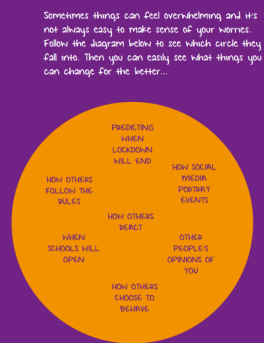 Sometimes things can feel overwhelming and it's
not always easy to make sense of your worries.
Follow the diagram below to see which circle they
fall into. Then you can easily see what things you
can change for the better...
PREDICTING
WHEN
LOCKDOWN
WILL END
HOW SOCIAL
MEDIA
PORTRAY
EVENTS
HOW OTHERS
FOLLOW THE
RULES
HOW OTHERS
REACT
WHEN
SCHOOLS WILL
OPEN
OTHER
PEOPLE'S
OPINIONS OF
YOU
HOW OTHERS
CHOOSE TO
BEHAVE